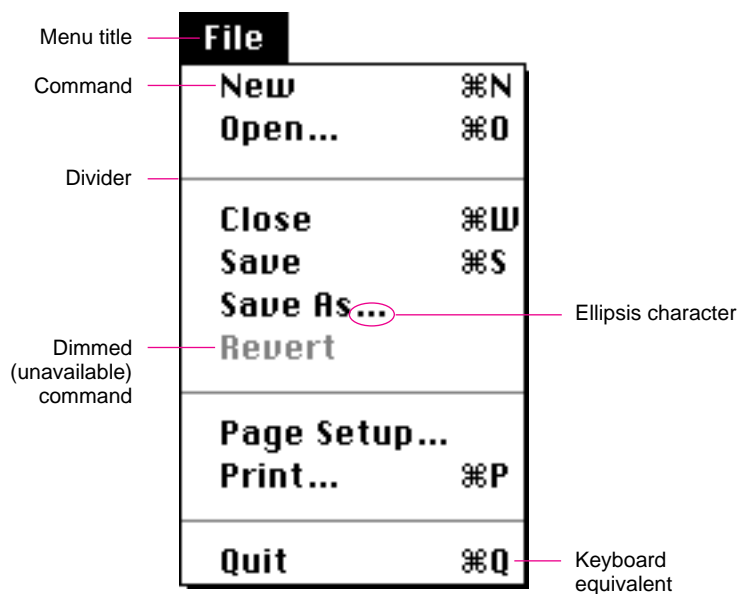 Menu title
File
Command
New ⌘N
Open... ⌘O
Divider
Close ⌘W
Save ⌘S
Save As...
Ellipsis character
Dimmed
(unavailable)
command
Revert
Page Setup...
Print... ⌘P
Quit ⌘Q
Keyboard
equivalent